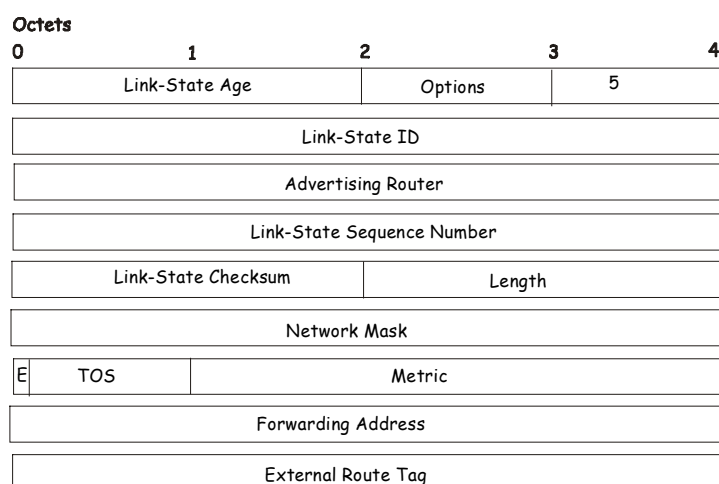 Octets
0 1 2 3 4
Link-State Age Options 5
Link-State ID
Advertising Router
Link-State Sequence Number
Link-State Checksum Length
Network Mask
E TOS Metric
Forwarding Address
External Route Tag